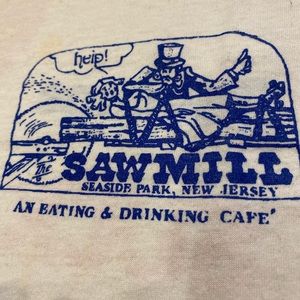 help!
The
SAWMILL
SEASIDE PARK, NEW JERSEY
AN EATING & DRINKING CAFE'